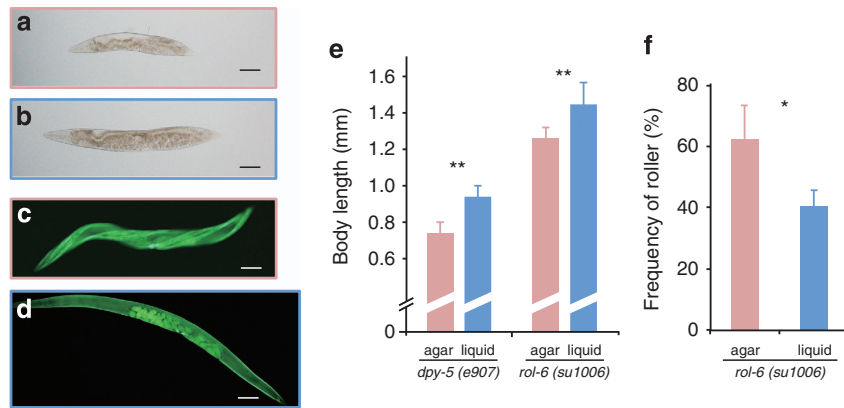 a
b
c
d
e
Body length (mm)
1.6
1.4
1.2
1.0
0.8
0.6
0
**
**
agar liquid
agar liquid
dpy-5 (e907)
rol-6 (su1006)
f
Frequency of roller (%)
80
60
40
20
0
*
agar
liquid
rol-6 (su1006)